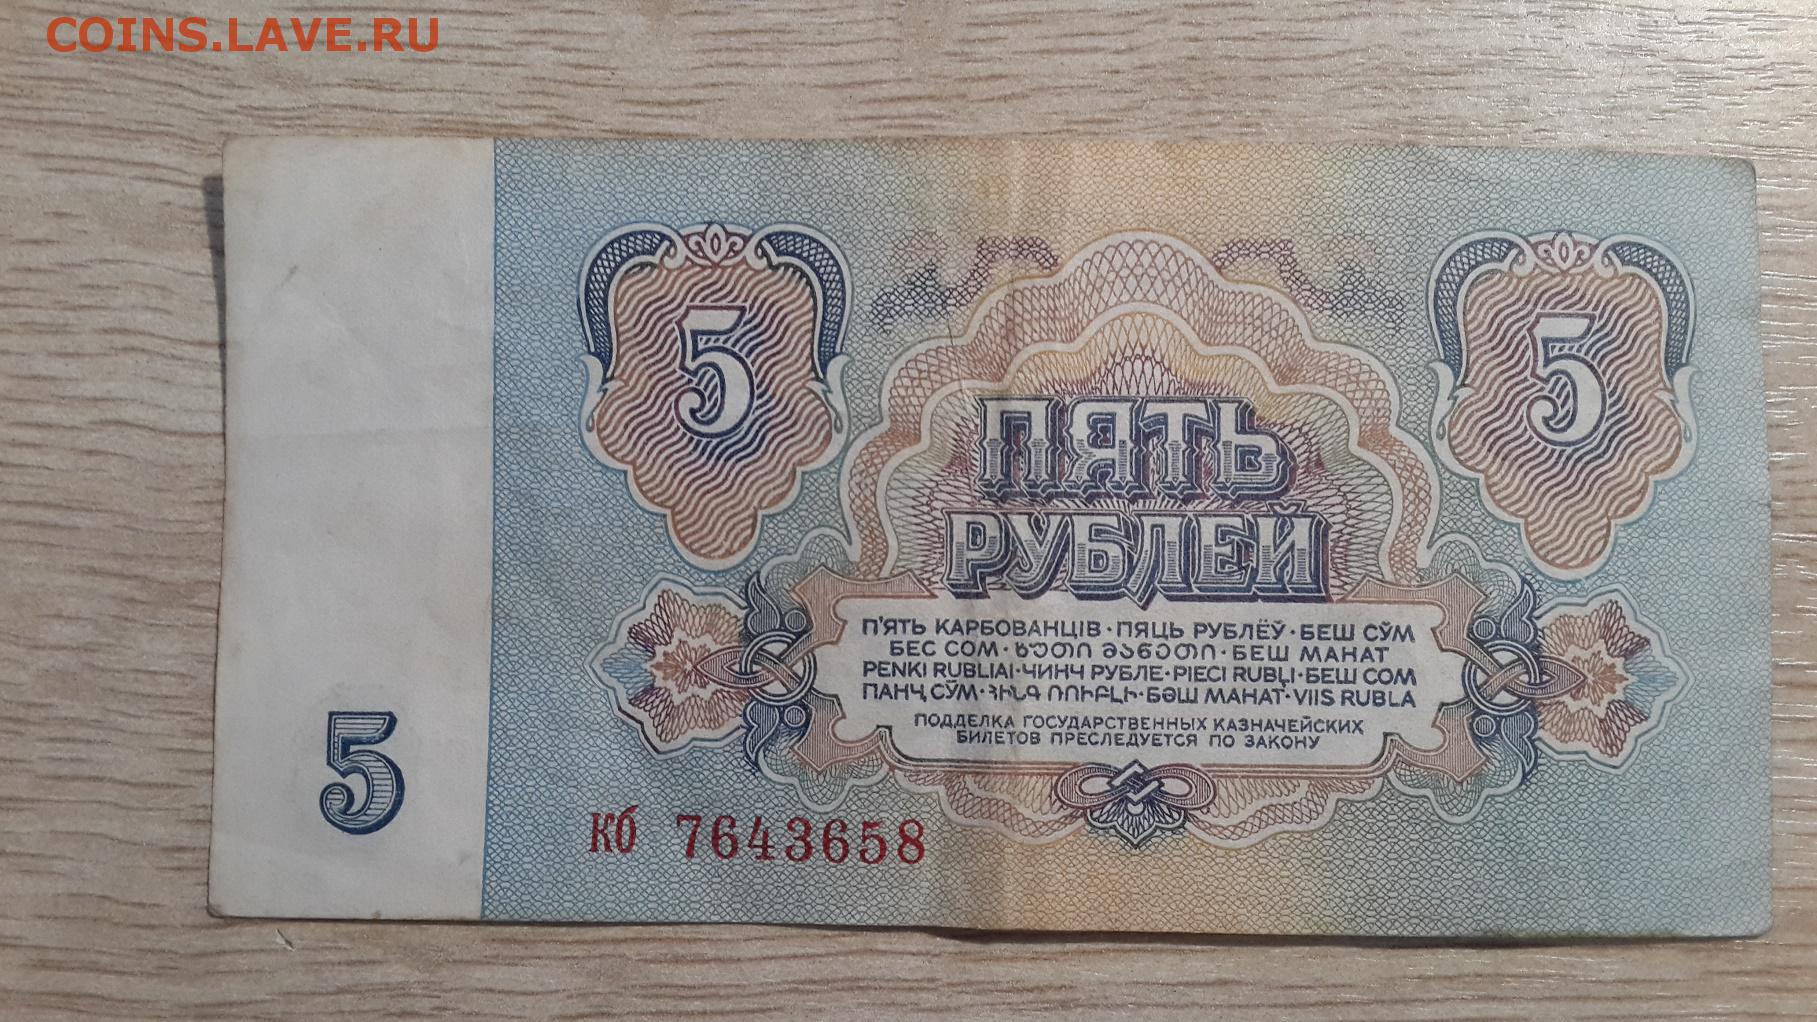 COINS.LAVE.RU
5
5
ПЯТЬ
РУБЛЕЙ
П'ЯТЬ КАРБОВАНЦІВ · ПЯЦЬ РУБЛЁЎ · БЕШ СЎМ
БЕС СОМ · ᲮᲣᲗᲘ ᲛᲐᲜᲔᲗᲘ · БЕШ МАНАТ
PENKI RUBLIAI · ЧИНЧ РУБЛЕ · PIECI RUBĻI · БЕШ СОМ
ПАНҶ СӮМ · ՀԻՆԳ ՌՈՒԲԼԻ · БӘШ МАНАТ · VIIS RUBLA
ПОДДЕЛКА ГОСУДАРСТВЕННЫХ КАЗНАЧЕЙСКИХ
БИЛЕТОВ ПРЕСЛЕДУЕТСЯ ПО ЗАКОНУ
5
кб 7643658